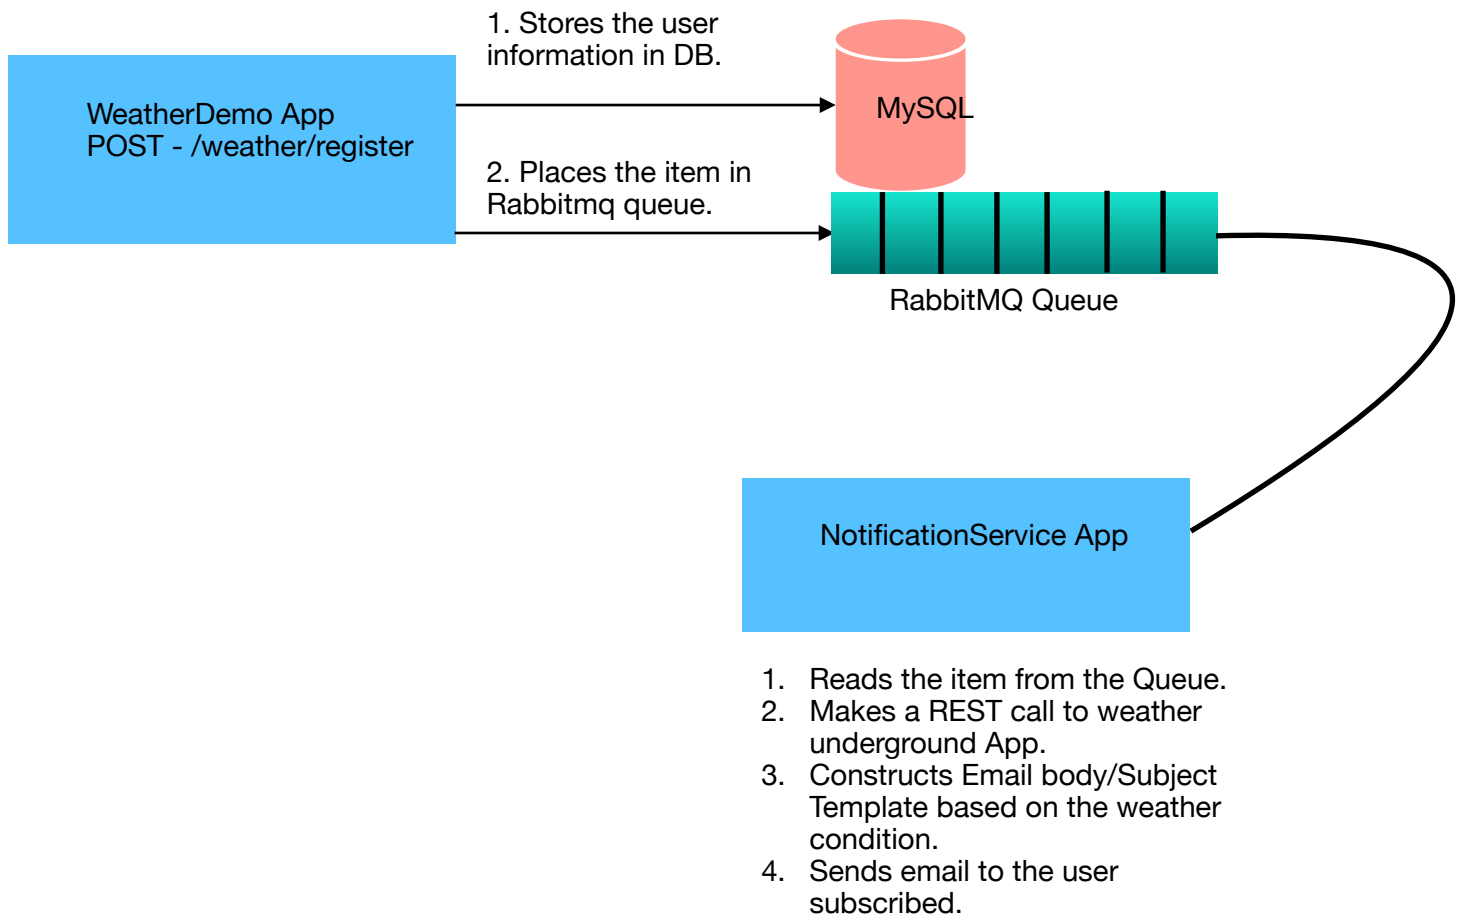 1. Stores the user
information in DB.
WeatherDemo App
POST - /weather/register
MySQL
2. Places the item in
Rabbitmq queue.
RabbitMQ Queue
NotificationService App
1. Reads the item from the Queue.
2. Makes a REST call to weather
underground App.
3. Constructs Email body/Subject
Template based on the weather
condition.
4. Sends email to the user
subscribed.